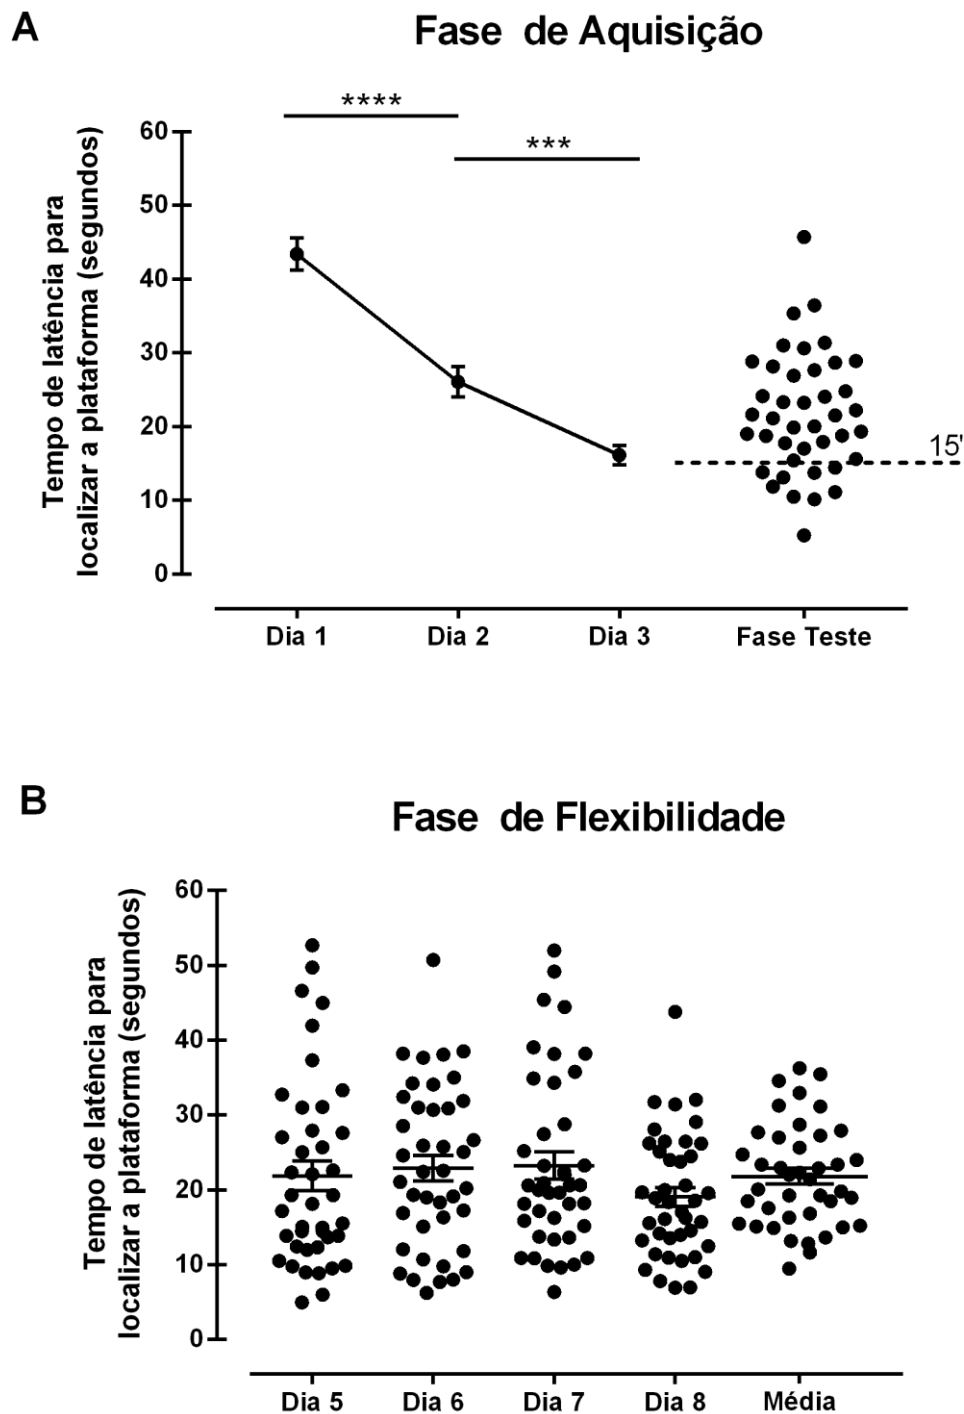 A
Fase de Aquisição
****
***
60
50
40
30
20
10
0
Tempo de latência para
localizar a plataforma (segundos)
15'
Dia 1 Dia 2 Dia 3 Fase Teste
B
Fase de Flexibilidade
60
50
40
30
20
10
0
Tempo de latência para
localizar a plataforma (segundos)
Dia 5 Dia 6 Dia 7 Dia 8 Média